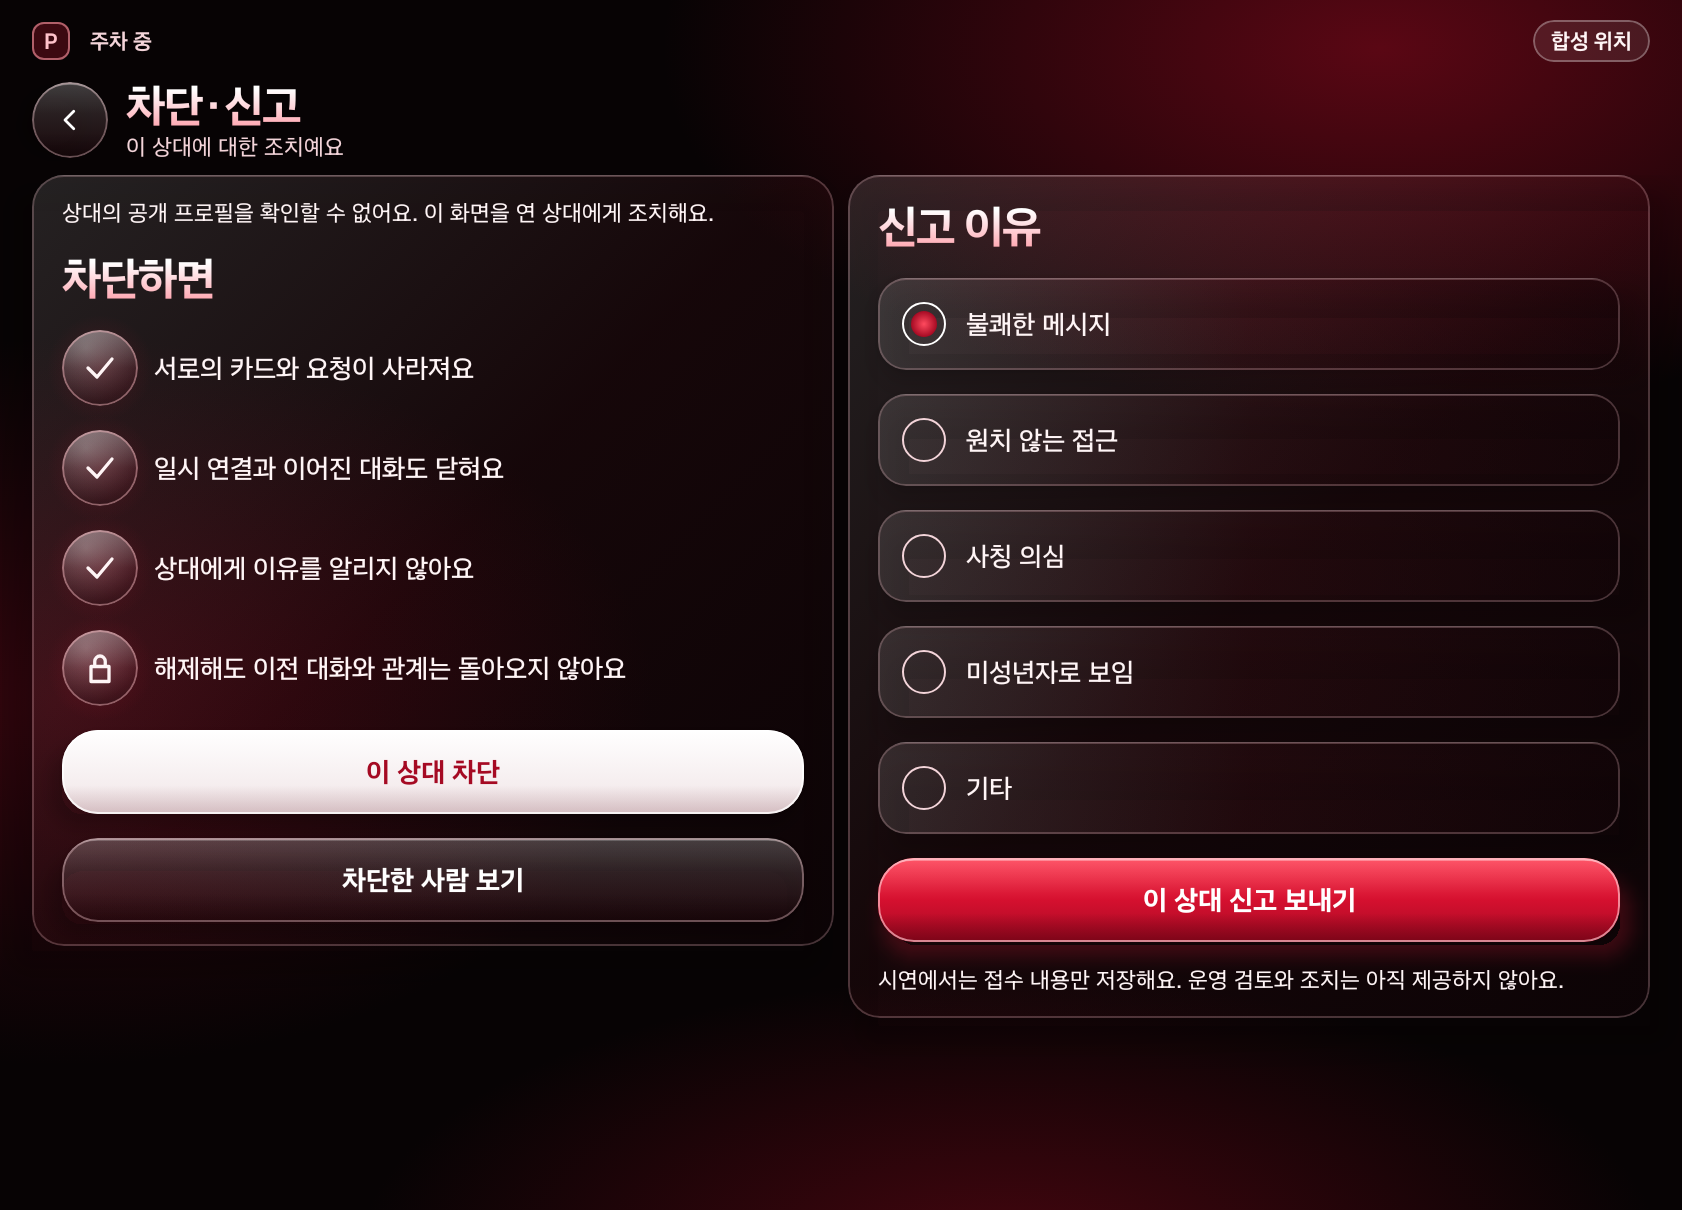 P 주차 중
합성 위치
차단·신고
이 상대에 대한 조치예요
상대의 공개 프로필을 확인할 수 없어요. 이 화면을 연 상대에게 조치해요.
차단하면
서로의 카드와 요청이 사라져요
일시 연결과 이어진 대화도 닫혀요
상대에게 이유를 알리지 않아요
해제해도 이전 대화와 관계는 돌아오지 않아요
이 상대 차단
차단한 사람 보기
신고 이유
불쾌한 메시지
원치 않는 접근
사칭 의심
미성년자로 보임
기타
이 상대 신고 보내기
시연에서는 접수 내용만 저장해요. 운영 검토와 조치는 아직 제공하지 않아요.